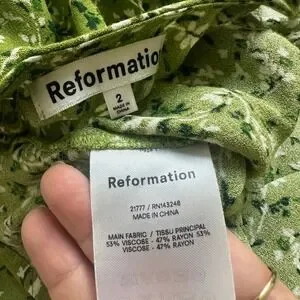 Reformatio
2
MADE IN
CHINA
Reformation
21777 / RN143248
MADE IN CHINA
MAIN FABRIC / TISSU PRINCIPAL
53% VISCOSE - 47% RAYON 53%
VISCOSE - 47% RAYON